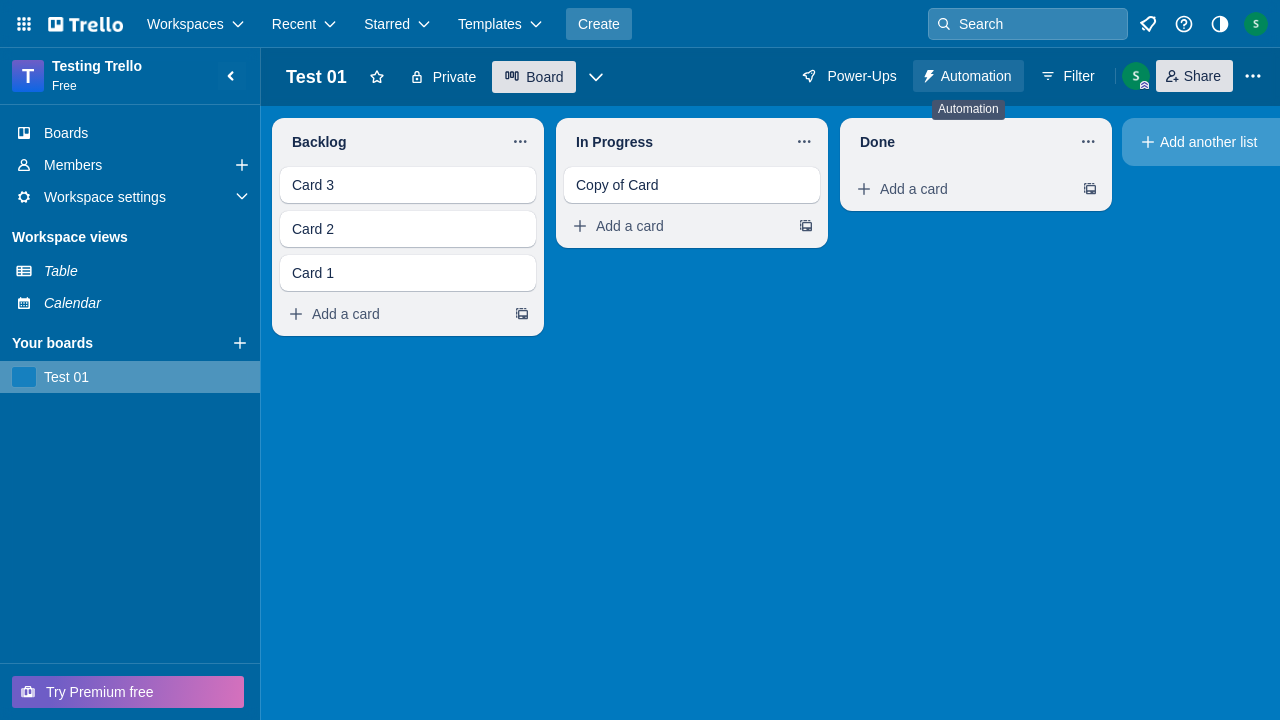 Trello
Workspaces
Recent
Starred
Templates
Create
Search
S
T
Testing Trello
Free
Boards
Members
Workspace settings
Workspace views
Table
Calendar
Your boards
Test 01
Try Premium free
Test 01
Private
Board
Power-Ups
Automation
Filter
S
Share
Automation
Backlog
Card 3
Card 2
Card 1
Add a card
In Progress
Copy of Card
Add a card
Done
Add a card
Add another list